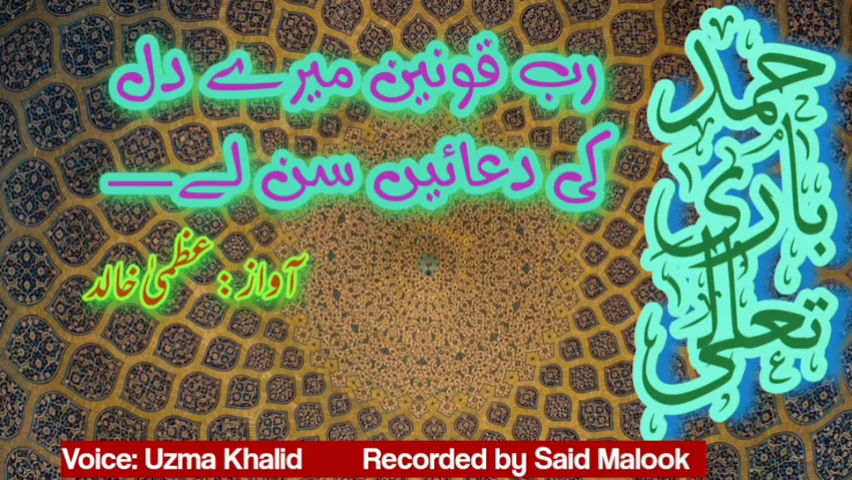 حمد
باری
تعالیٰ
رب قونین میرے دل
کی دعائیں سن لے۔
آواز : عظمیٰ خالد
Voice: Uzma Khalid Recorded by Said Malook